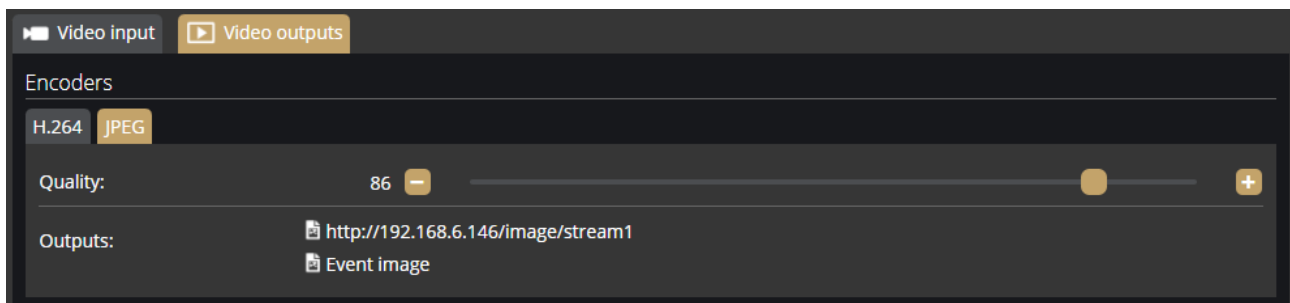 Video input Video outputs
Encoders
H.264 JPEG
Quality: 86
Outputs: http://192.168.6.146/image/stream1
Event image